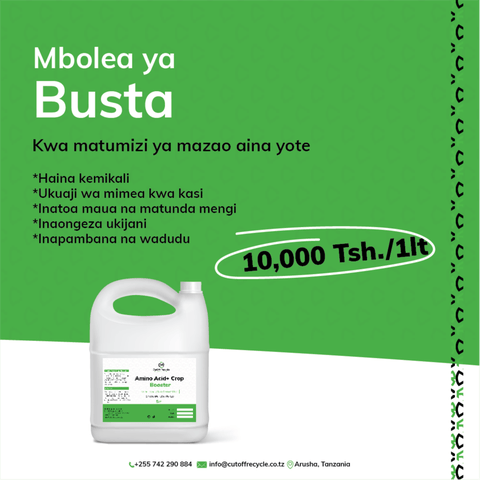 Mbolea ya
Busta
Kwa matumizi ya mazao aina yote
*Haina kemikali
*Ukuaji wa mimea kwa kasi
*Inatoa maua na matunda mengi
*Inaongeza ukijani
*Inapambana na wadudu
10,000 Tsh./1lt
Amino Acid+ Crop
Booster
+255 742 290 884 info@cutoffrecycle.co.tz Arusha, Tanzania